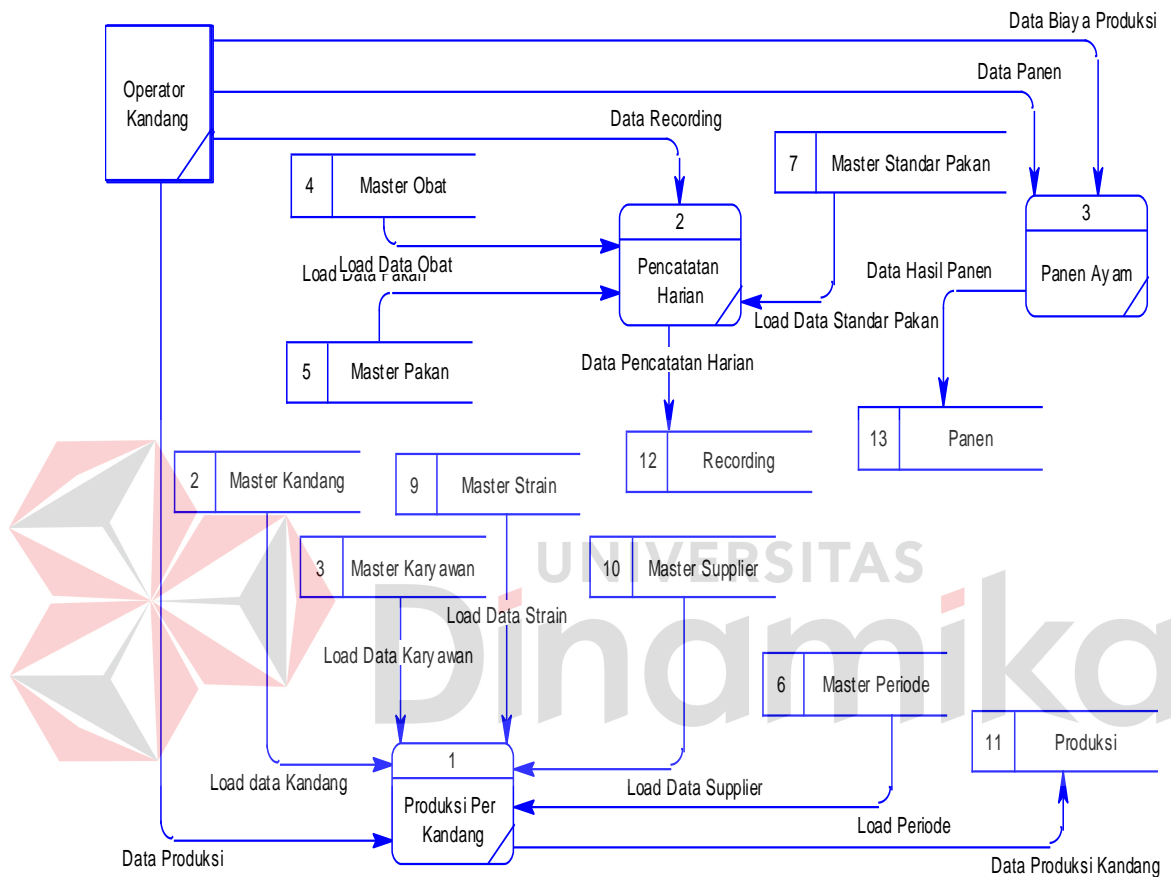 Data Biaya Produksi
Operator
Kandang
Data Panen
Data Recording
4 Master Obat
7 Master Standar Pakan
2
Pencatatan
Harian
3
Panen Ayam
Load Data Obat
Load Data Pakan
Data Hasil Panen
Load Data Standar Pakan
5 Master Pakan
Data Pencatatan Harian
13 Panen
12 Recording
2 Master Kandang
9 Master Strain
3 Master Karyawan
10 Master Supplier
UNIVERSITAS
Dinamika
Load Data Strain
Load Data Karyawan
6 Master Periode
11 Produksi
1
Produksi Per
Kandang
Load data Kandang
Load Data Supplier
Load Periode
Data Produksi
Data Produksi Kandang